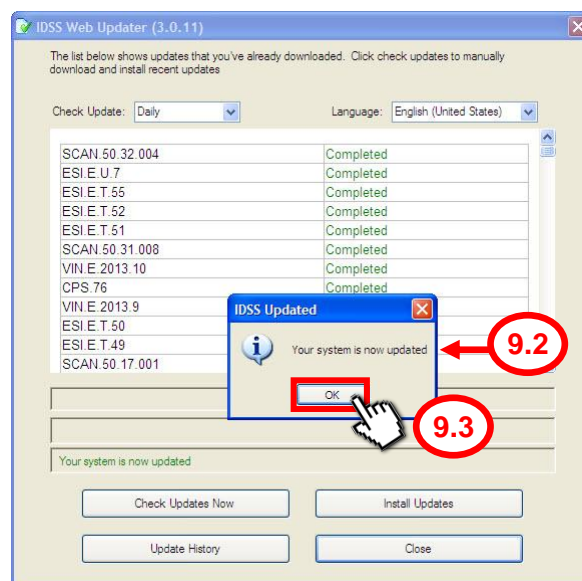 IDSS Web Updater (3.0.11)
The list below shows updates that you've already downloaded. Click check updates to manually
download and install recent updates
Check Update: Daily Language: English (United States)
SCAN.50.32.004 Completed
ESI.E.U.7 Completed
ESI.E.T.55 Completed
ESI.E.T.52 Completed
ESI.E.T.51 Completed
SCAN.50.31.008 Completed
VIN.E.2013.10 Completed
CPS.76 Completed
VIN.E.2013.9
ESI.E.T.50
ESI.E.T.49
SCAN.50.17.001
IDSS Updated
Your system is now updated
9.2
OK
9.3
Your system is now updated
Check Updates Now Install Updates
Update History Close